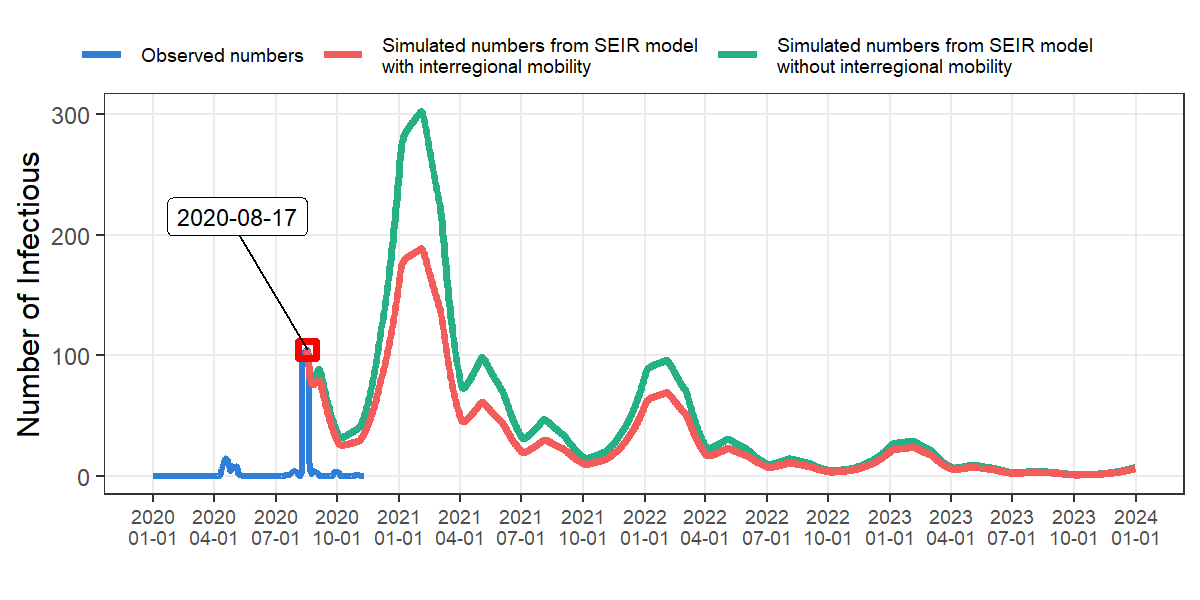 Observed numbers
Simulated numbers from SEIR model
with interregional mobility
Simulated numbers from SEIR model
without interregional mobility
Number of Infectious
300
200
100
0
2020-08-17
2020 2020 2020 2020 2021 2021 2021 2021 2022 2022 2022 2022 2023 2023 2023 2023 2024
01-01 04-01 07-01 10-01 01-01 04-01 07-01 10-01 01-01 04-01 07-01 10-01 01-01 04-01 07-01 10-01 01-01